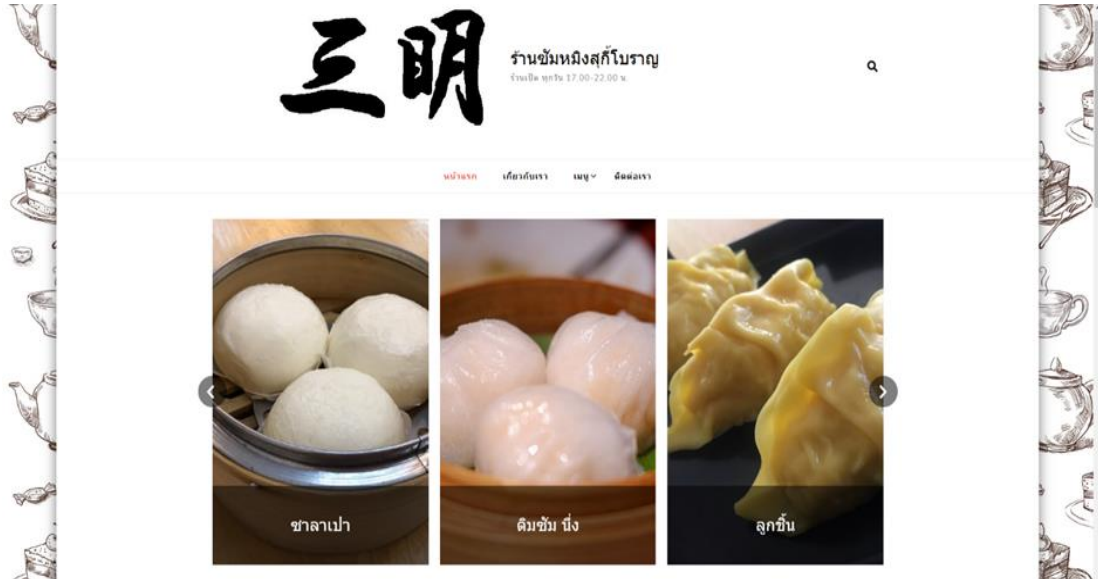 三明
ร้านซัมหมิงสุกี้โบราญ
ร้านเปิด ทุกวัน 17.00-22.00 น.
หน้าแรก เกี่ยวกับเรา เมนู ติดต่อเรา
ซาลาเปา ติมซัม นึ่ง ลูกชิ้น